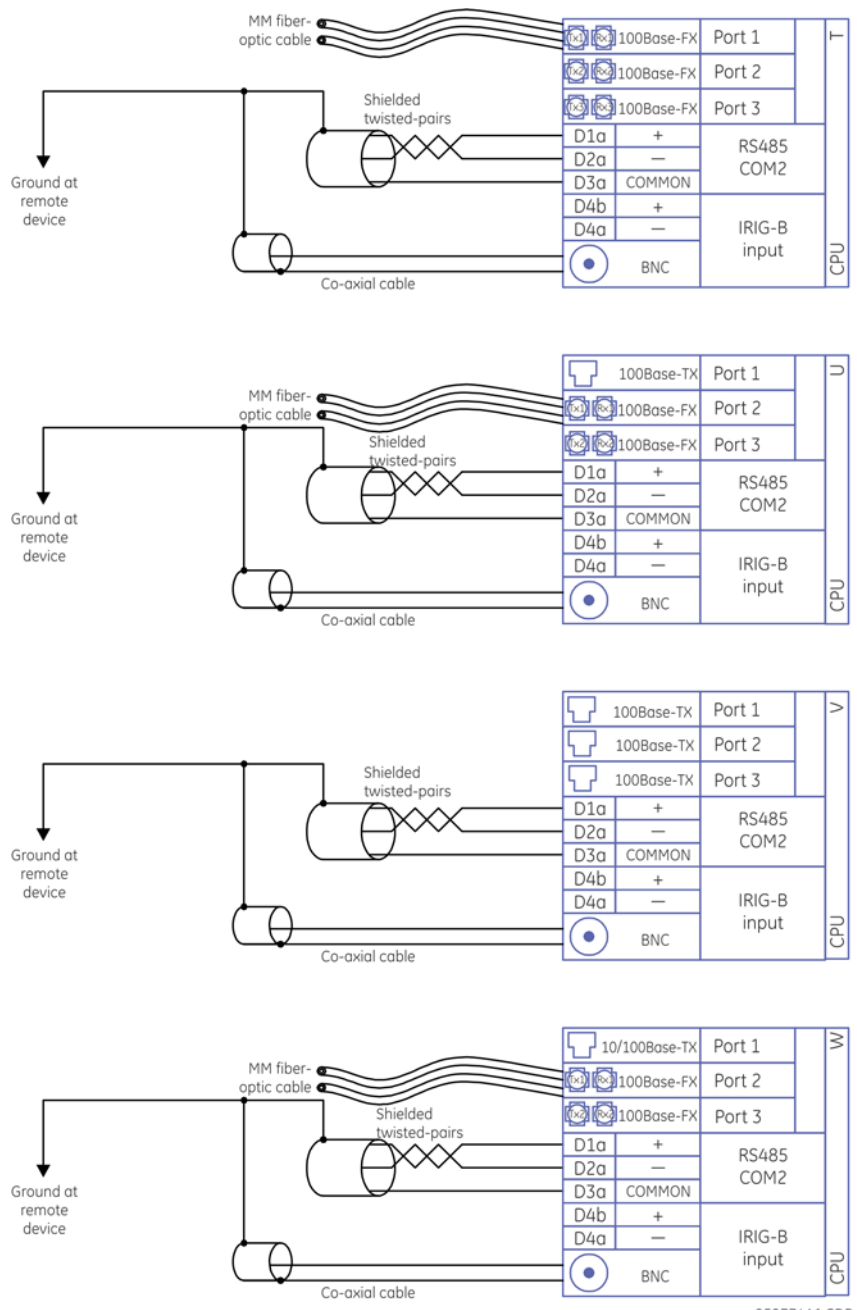 MM fiber-
optic cable
Tx1 Rx1 100Base-FX Port 1 T
Tx2 Rx2 100Base-FX Port 2
Tx3 Rx3 100Base-FX Port 3
Shielded
twisted-pairs
D1a +
D2a —
D3a COMMON
RS485
COM2
Ground at
remote
device
D4b +
D4a —
BNC
IRIG-B
input
CPU
Co-axial cable
100Base-TX Port 1 U
MM fiber-
optic cable
Tx1 Rx1 100Base-FX Port 2
Tx2 Rx2 100Base-FX Port 3
Shielded
twisted-pairs
D1a +
D2a —
D3a COMMON
RS485
COM2
Ground at
remote
device
D4b +
D4a —
BNC
IRIG-B
input
CPU
Co-axial cable
100Base-TX Port 1 V
100Base-TX Port 2
100Base-TX Port 3
Shielded
twisted-pairs
D1a +
D2a —
D3a COMMON
RS485
COM2
Ground at
remote
device
D4b +
D4a —
BNC
IRIG-B
input
CPU
Co-axial cable
10/100Base-TX Port 1 W
MM fiber-
optic cable
Tx1 Rx1 100Base-FX Port 2
Tx2 Rx2 100Base-FX Port 3
Shielded
twisted-pairs
D1a +
D2a —
D3a COMMON
RS485
COM2
Ground at
remote
device
D4b +
D4a —
BNC
IRIG-B
input
CPU
Co-axial cable